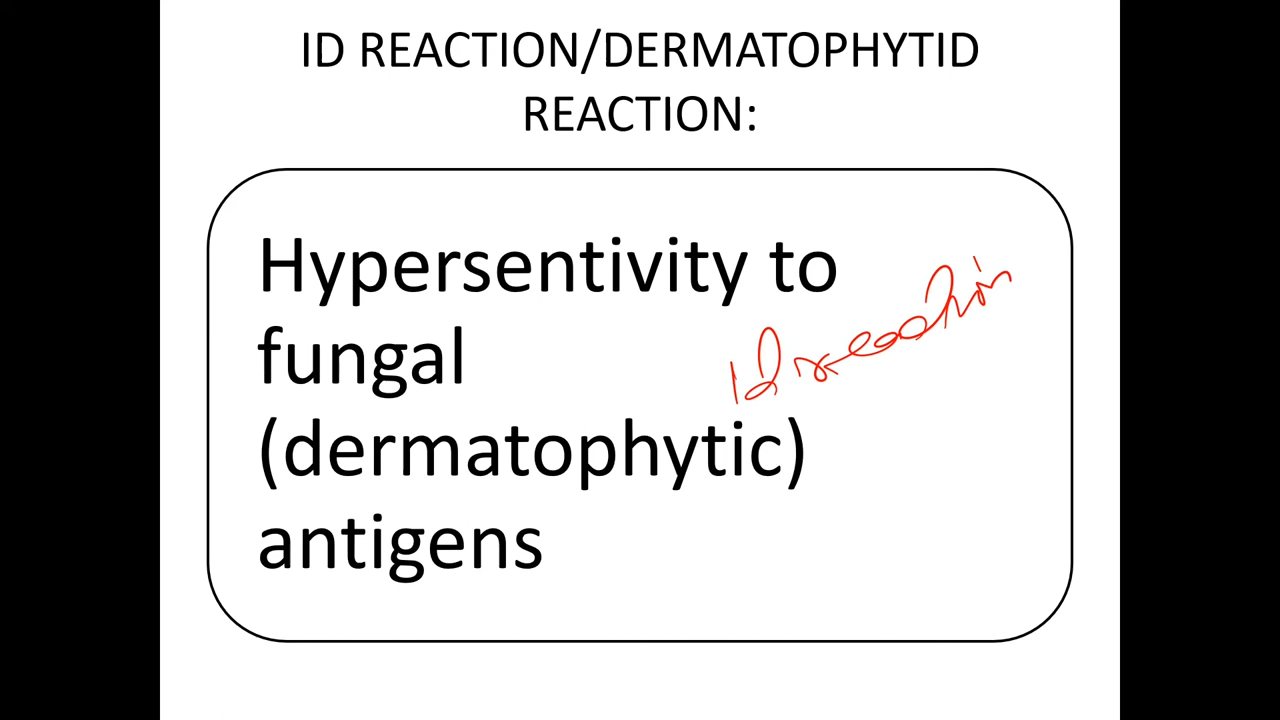 ID REACTION/DERMATOPHYTID
REACTION:
Hypersentivity to
fungal
Id reaction
(dermatophytic)
antigens